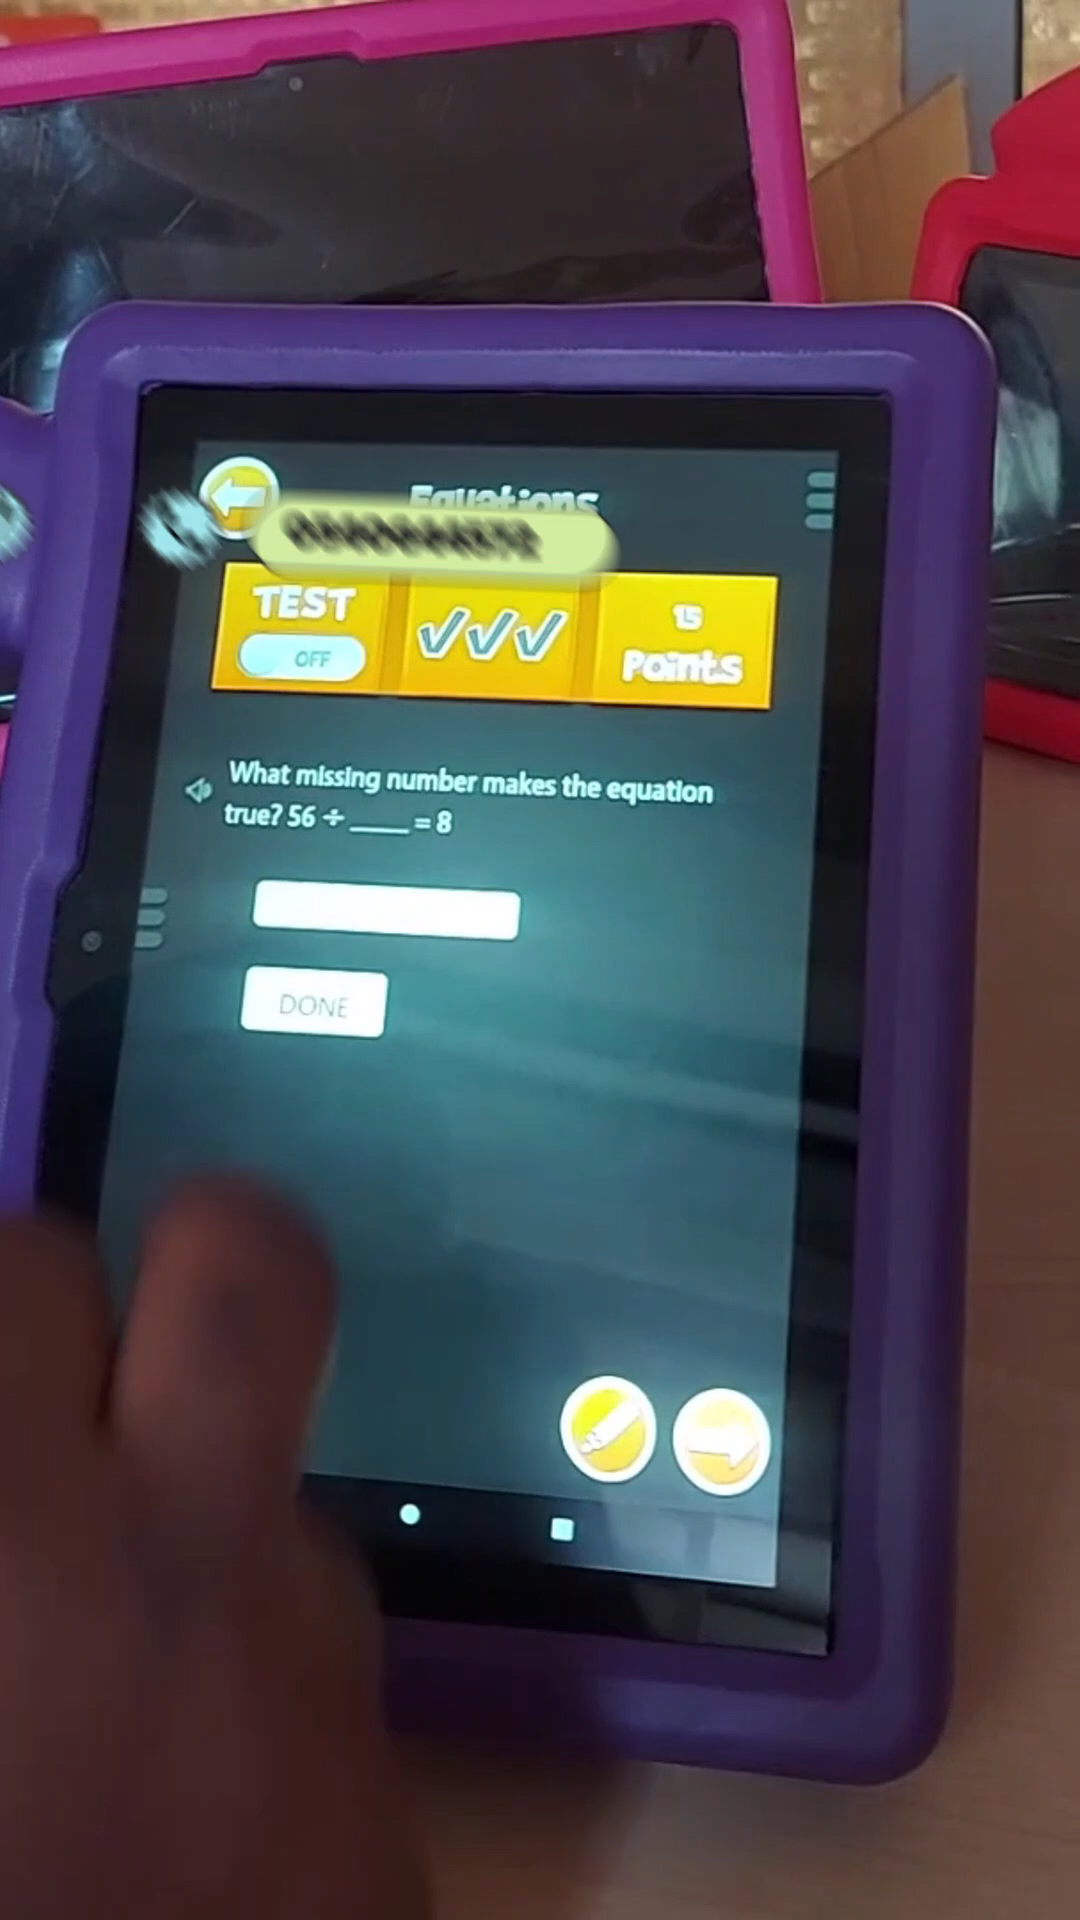 Equations
TEST
OFF
15
Points
What missing number makes the equation
true? 56 ÷ ____ = 8
DONE